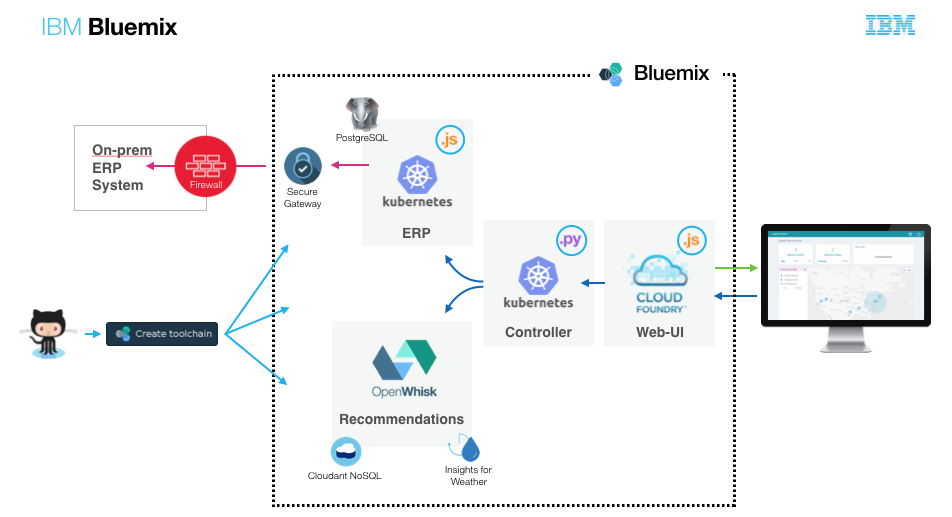 IBM Bluemix
IBM
Bluemix
PostgreSQL
.js
On-prem
ERP
System
Firewall
Secure
Gateway
kubernetes
ERP
.py
.js
kubernetes
CLOUD
FOUNDRY
Controller
Web-UI
Create toolchain
OpenWhisk
Recommendations
Cloudant NoSQL
Insights for
Weather